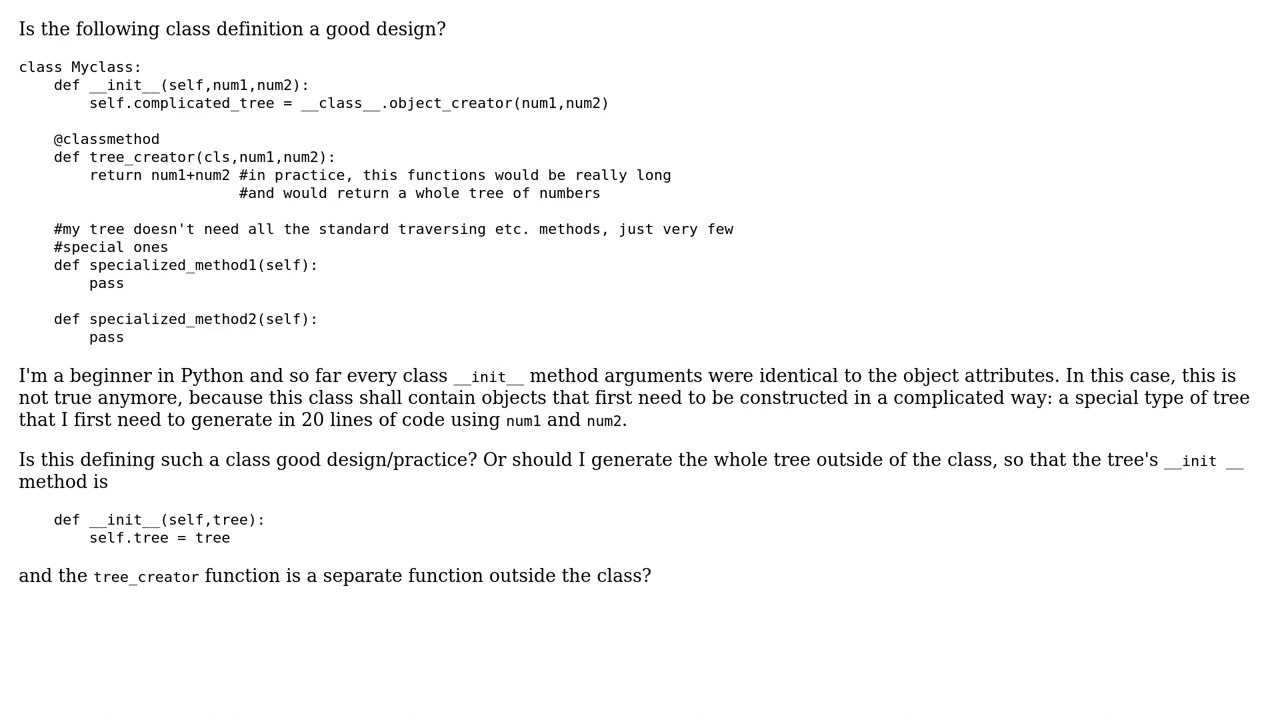 Is the following class definition a good design?
class Myclass:
    def __init__(self,num1,num2):
        self.complicated_tree = __class__.object_creator(num1,num2)
    @classmethod
    def tree_creator(cls,num1,num2):
        return num1+num2 #in practice, this functions would be really long
                         #and would return a whole tree of numbers
    #my tree doesn't need all the standard traversing etc. methods, just very few
    #special ones
    def specialized_method1(self):
        pass
    def specialized_method2(self):
        pass
I'm a beginner in Python and so far every class __init__ method arguments were identical to the object attributes. In this case, this is
not true anymore, because this class shall contain objects that first need to be constructed in a complicated way: a special type of tree
that I first need to generate in 20 lines of code using num1 and num2.
Is this defining such a class good design/practice? Or should I generate the whole tree outside of the class, so that the tree's __init __
method is
    def __init__(self,tree):
        self.tree = tree
and the tree_creator function is a separate function outside the class?